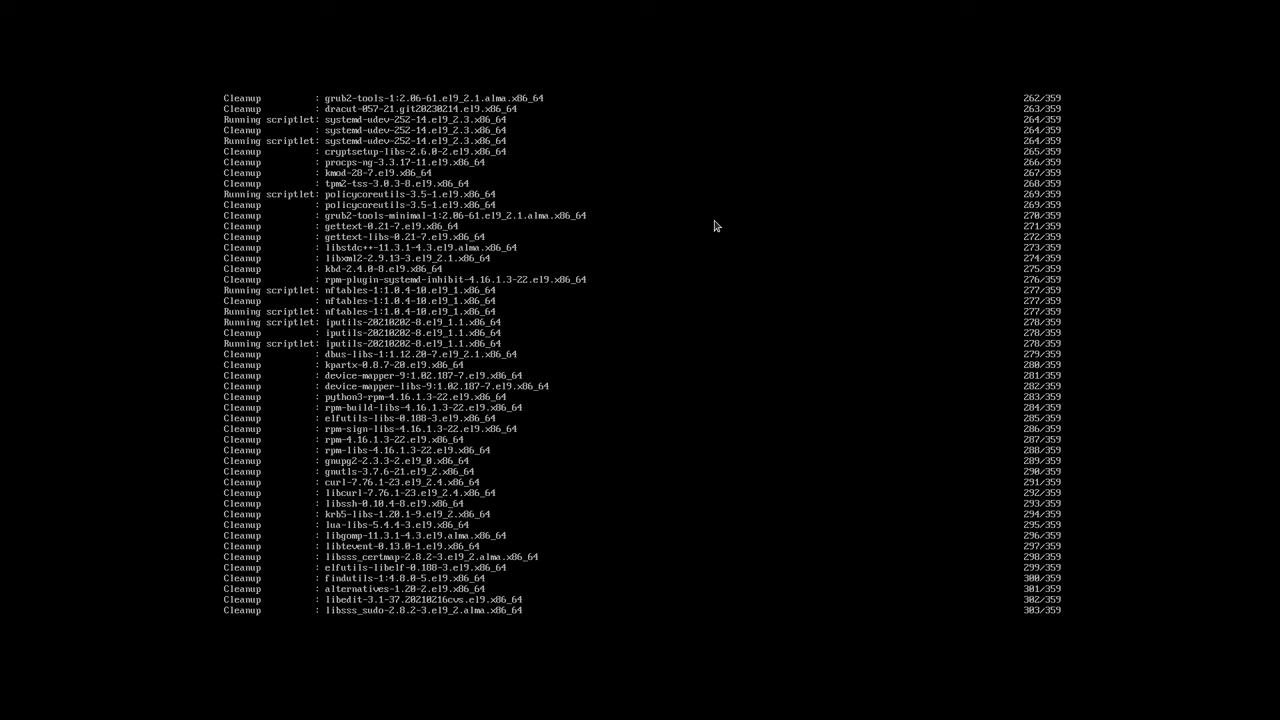 Cleanup : grub2-tools-1:2.06-61.el9_2.1.alma.x86_64 262/359
Cleanup : dracut-057-21.git20230214.el9.x86_64 263/359
Running scriptlet: systemd-udev-252-14.el9_2.3.x86_64 264/359
Cleanup : systemd-udev-252-14.el9_2.3.x86_64 264/359
Running scriptlet: systemd-udev-252-14.el9_2.3.x86_64 264/359
Cleanup : cryptsetup-libs-2.6.0-2.el9.x86_64 265/359
Cleanup : procps-ng-3.3.17-11.el9.x86_64 266/359
Cleanup : kmod-28-7.el9.x86_64 267/359
Cleanup : tpm2-tss-3.0.3-8.el9.x86_64 268/359
Running scriptlet: policycoreutils-3.5-1.el9.x86_64 269/359
Cleanup : policycoreutils-3.5-1.el9.x86_64 269/359
Cleanup : grub2-tools-minimal-1:2.06-61.el9_2.1.alma.x86_64 270/359
Cleanup : gettext-0.21-7.el9.x86_64 271/359
Cleanup : gettext-libs-0.21-7.el9.x86_64 272/359
Cleanup : libstdc++-11.3.1-4.3.el9.alma.x86_64 273/359
Cleanup : libxml2-2.9.13-3.el9_2.1.x86_64 274/359
Cleanup : kbd-2.4.0-8.el9.x86_64 275/359
Cleanup : rpm-plugin-systemd-inhibit-4.16.1.3-22.el9.x86_64 276/359
Running scriptlet: nftables-1:1.0.4-10.el9_1.x86_64 277/359
Cleanup : nftables-1:1.0.4-10.el9_1.x86_64 277/359
Running scriptlet: nftables-1:1.0.4-10.el9_1.x86_64 277/359
Running scriptlet: iputils-20210202-8.el9_1.1.x86_64 278/359
Cleanup : iputils-20210202-8.el9_1.1.x86_64 278/359
Running scriptlet: iputils-20210202-8.el9_1.1.x86_64 278/359
Cleanup : dbus-libs-1:1.12.20-7.el9_2.1.x86_64 279/359
Cleanup : kpartx-0.8.7-20.el9.x86_64 280/359
Cleanup : device-mapper-9:1.02.187-7.el9.x86_64 281/359
Cleanup : device-mapper-libs-9:1.02.187-7.el9.x86_64 282/359
Cleanup : python3-rpm-4.16.1.3-22.el9.x86_64 283/359
Cleanup : rpm-build-libs-4.16.1.3-22.el9.x86_64 284/359
Cleanup : elfutils-libs-0.188-3.el9.x86_64 285/359
Cleanup : rpm-sign-libs-4.16.1.3-22.el9.x86_64 286/359
Cleanup : rpm-4.16.1.3-22.el9.x86_64 287/359
Cleanup : rpm-libs-4.16.1.3-22.el9.x86_64 288/359
Cleanup : gnupg2-2.3.3-2.el9_0.x86_64 289/359
Cleanup : gnutls-3.7.6-21.el9_2.x86_64 290/359
Cleanup : curl-7.76.1-23.el9_2.4.x86_64 291/359
Cleanup : libcurl-7.76.1-23.el9_2.4.x86_64 292/359
Cleanup : libssh-0.10.4-8.el9.x86_64 293/359
Cleanup : krb5-libs-1.20.1-9.el9_2.x86_64 294/359
Cleanup : lua-libs-5.4.4-3.el9.x86_64 295/359
Cleanup : libgomp-11.3.1-4.3.el9.alma.x86_64 296/359
Cleanup : libtevent-0.13.0-1.el9.x86_64 297/359
Cleanup : libsss_certmap-2.8.2-3.el9_2.alma.x86_64 298/359
Cleanup : elfutils-libelf-0.188-3.el9.x86_64 299/359
Cleanup : findutils-1:4.8.0-5.el9.x86_64 300/359
Cleanup : alternatives-1.20-2.el9.x86_64 301/359
Cleanup : libedit-3.1-37.20210216cvs.el9.x86_64 302/359
Cleanup : libsss_sudo-2.8.2-3.el9_2.alma.x86_64 303/359